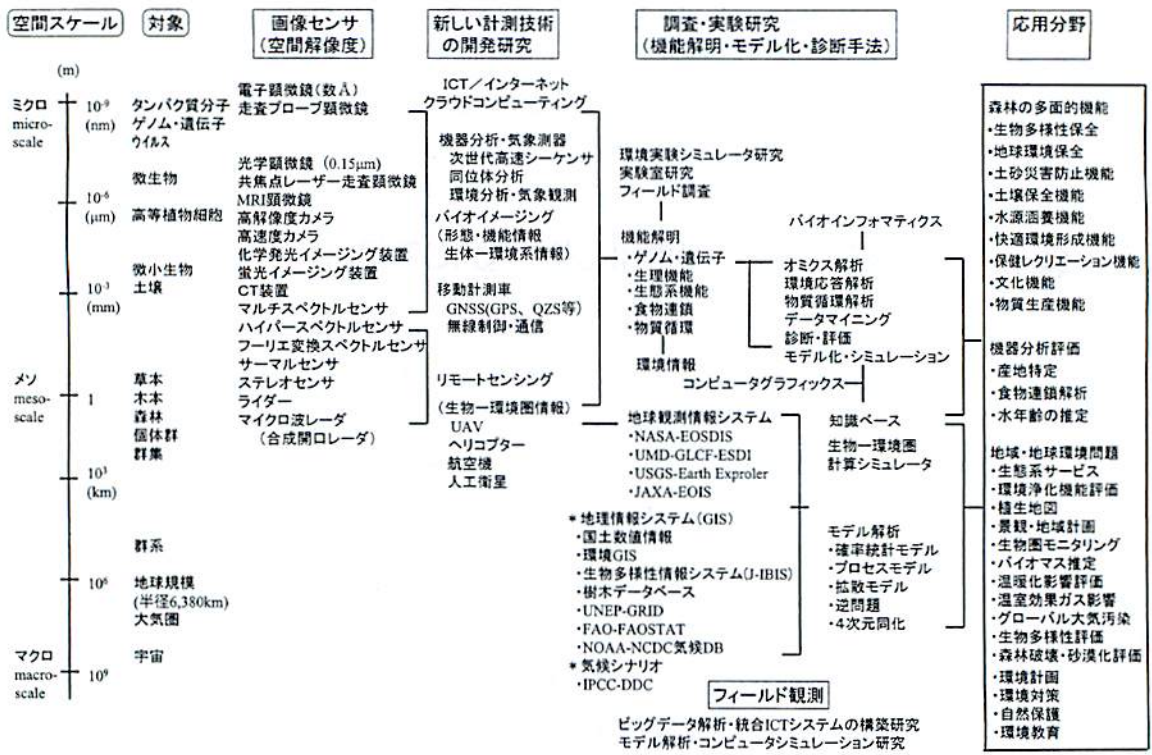 空間スケール
対象
画像センサ
(空間解像度)
新しい計測技術
の開発研究
調査・実験研究
(機能解明・モデル化・診断手法)
応用分野
(m)
ミクロ
micro-
scale
10⁻⁹
(nm)
10⁻⁶
(μm)
10⁻³
(mm)
メソ
meso-
scale
1
10³
(km)
10⁶
マクロ
macro-
scale
10⁹
タンパク質分子
ゲノム・遺伝子
ウイルス
微生物
高等植物細胞
微小生物
土壌
草本
木本
森林
個体群
群集
群系
地球規模
(半径6,380km)
大気圏
宇宙
電子顕微鏡(数Å)
走査プローブ顕微鏡
光学顕微鏡 (0.15μm)
共焦点レーザー走査顕微鏡
MRI顕微鏡
高解像度カメラ
高速度カメラ
化学発光イメージング装置
蛍光イメージング装置
CT装置
マルチスペクトルセンサ
ハイパースペクトルセンサ
フーリエ変換スペクトルセンサ
サーマルセンサ
ステレオセンサ
ライダー
マイクロ波レーダ
(合成開口レーダ)
ICT/インターネット
クラウドコンピューティング
機器分析・気象測器
次世代高速シーケンサ
同位体分析
環境分析・気象観測
バイオイメージング
(形態・機能情報
生体ー環境系情報)
移動計測車
GNSS(GPS、QZS等)
無線制御・通信
リモートセンシング
(生物ー環境圏情報)
UAV
ヘリコプター
航空機
人工衛星
環境実験シミュレータ研究
実験室研究
フィールド調査
機能解明
・ゲノム・遺伝子
・生理機能
・生態系機能
・食物連鎖
・物質循環
環境情報
バイオインフォマティクス
オミクス解析
環境応答解析
物質循環解析
データマイニング
診断・評価
モデル化・シミュレーション
コンピュータグラフィックス
地球観測情報システム
・NASA-EOSDIS
・UMD-GLCF-ESDI
・USGS-Earth Exproler
・JAXA-EOIS
知識ベース
生物ー環境圏
計算シミュレータ
＊地理情報システム(GIS)
・国土数値情報
・環境GIS
・生物多様性情報システム(J-IBIS)
・樹木データベース
・UNEP-GRID
・FAO-FAOSTAT
・NOAA-NCDC気候DB
＊気候シナリオ
・IPCC-DDC
モデル解析
・確率統計モデル
・プロセスモデル
・拡散モデル
・逆問題
・4次元同化
フィールド観測
ビッグデータ解析・統合ICTシステムの構築研究
モデル解析・コンピュータシミュレーション研究
森林の多面的機能
・生物多様性保全
・地球環境保全
・土砂災害防止機能
・土壌保全機能
・水源涵養機能
・快適環境形成機能
・保健レクリエーション機能
・文化機能
・物質生産機能
機器分析評価
・産地特定
・食物連鎖解析
・水年齢の推定
地域・地球環境問題
・生態系サービス
・環境浄化機能評価
・植生地図
・景観・地域計画
・生物圏モニタリング
・バイオマス推定
・温暖化影響評価
・温室効果ガス影響
・グローバル大気汚染
・生物多様性評価
・森林破壊・砂漠化評価
・環境計画
・環境対策
・自然保護
・環境教育